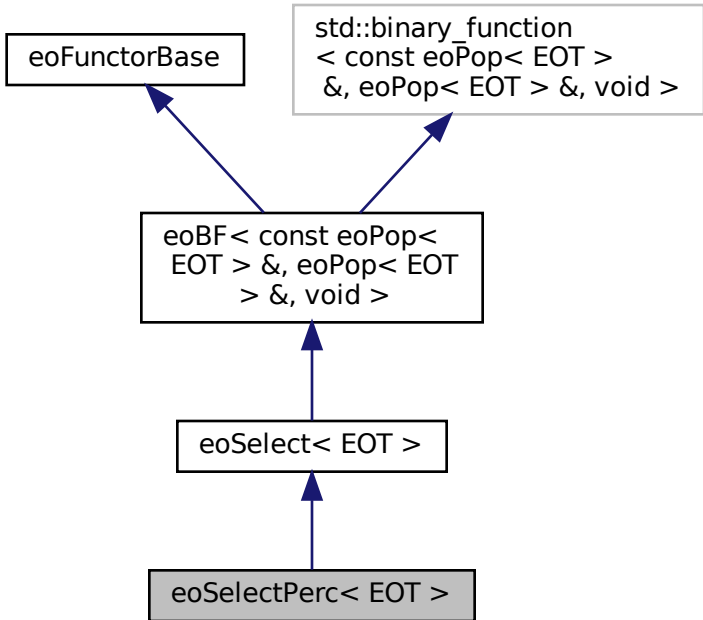 eoFunctorBase
std::binary_function
< const eoPop< EOT >
&, eoPop< EOT > &, void >
eoBF< const eoPop<
EOT > &, eoPop< EOT
> &, void >
eoSelect< EOT >
eoSelectPerc< EOT >